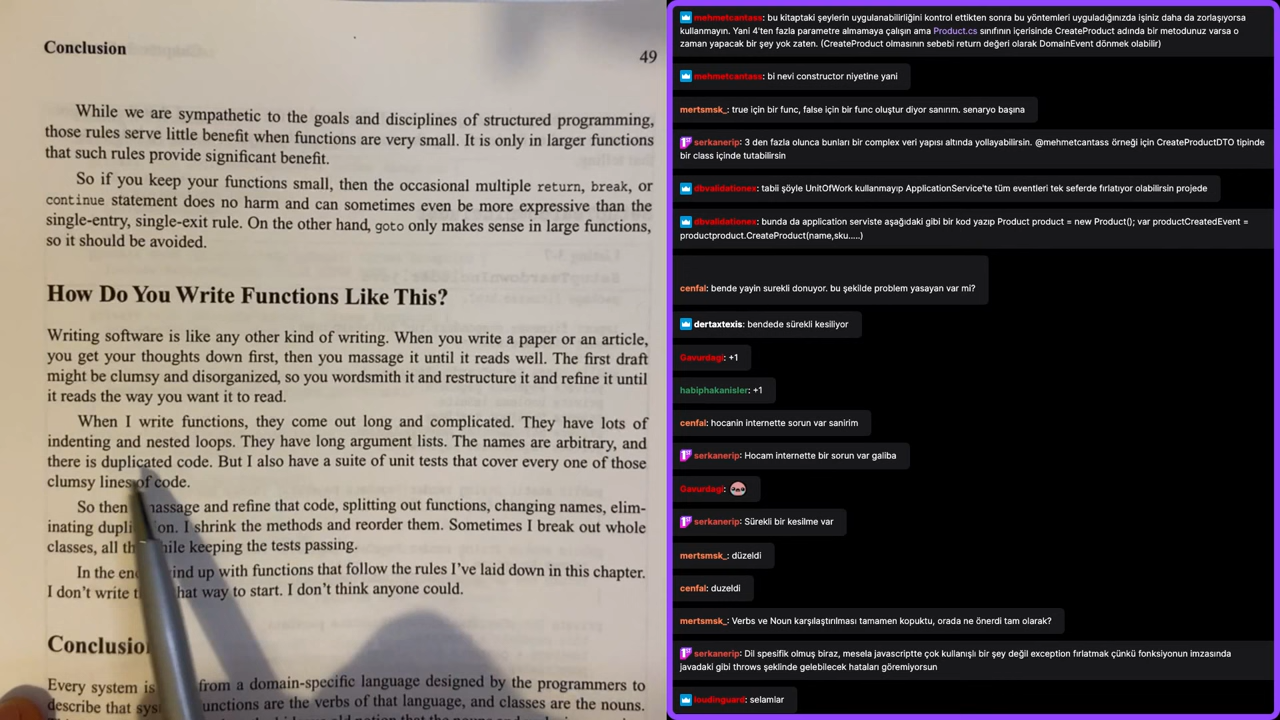 Conclusion
49
While we are sympathetic to the goals and disciplines of structured programming,
those rules serve little benefit when functions are very small. It is only in larger functions
that such rules provide significant benefit.
So if you keep your functions small, then the occasional multiple return, break, or
continue statement does no harm and can sometimes even be more expressive than the
single-entry, single-exit rule. On the other hand, goto only makes sense in large functions,
so it should be avoided.
How Do You Write Functions Like This?
Writing software is like any other kind of writing. When you write a paper or an article,
you get your thoughts down first, then you massage it until it reads well. The first draft
might be clumsy and disorganized, so you wordsmith it and restructure it and refine it until
it reads the way you want it to read.
When I write functions, they come out long and complicated. They have lots of
indenting and nested loops. They have long argument lists. The names are arbitrary, and
there is duplicated code. But I also have a suite of unit tests that cover every one of those
clumsy lines of code.
So then massage and refine that code, splitting out functions, changing names, elim-
inating I shrink the methods and reorder them. Sometimes I break out whole
classes, all keeping the tests passing.
In the up with functions that follow the rules I've laid down in this chapter.
I don't write way to start. I don't think anyone could.
Every system is from a domain-specific language designed by the programmers to
describe that are the verbs of that language, and classes are the nouns.
mehmetcantass: bu kitaptaki şeylerin uygulanabilirliğini kontrol ettikten sonra bu yöntemleri uyguladığınızda işiniz daha da zorlaşıyorsa
kullanmayın. Yani 4'ten fazla parametre almamaya çalışın ama Product.cs sınıfının içerisinde CreateProduct adında bir metodunuz varsa o
zaman yapacak bir şey yok zaten. (CreateProduct olmasının sebebi return değeri olarak DomainEvent dönmek olabilir)
mehmetcantass: bi nevi constructor niyetine yani
mertsmsk_: true için bir func, false için bir func oluştur diyor sanırım. senaryo başına
serkanerip: 3 den fazla olunca bunları bir complex veri yapısı altında yollayabilirsin. @mehmetcantass örneği için CreateProductDTO tipinde
bir class içinde tutabilirsin
dbvalidationex: tabii şöyle UnitOfWork kullanmayıp ApplicationService'te tüm eventleri tek seferde fırlatıyor olabilirsin projede
dbvalidationex: bunda da application serviste aşağıdaki gibi bir kod yazıp Product product = new Product(); var productCreatedEvent =
productproduct.CreateProduct(name,sku.....)
cenfal: bende yayin surekli donuyor. bu şekilde problem yasayan var mi?
dertaxtexis: bendede sürekli kesiliyor
Gavurdagi: +1
habiphakanisler: +1
cenfal: hocanin internette sorun var sanirim
serkanerip: Hocam internette bir sorun var galiba
Gavurdagi:
serkanerip: Sürekli bir kesilme var
mertsmsk_: düzeldi
cenfal: duzeldi
mertsmsk_: Verbs ve Noun karşılaştırılması tamamen kopuktu, orada ne önerdi tam olarak?
serkanerip: Dil spesifik olmuş biraz, mesela javascriptte çok kullanışlı bir şey değil exception fırlatmak çünkü fonksiyonun imzasında
javadaki gibi throws şeklinde gelebilecek hataları göremiyorsun
loudinguard: selamlar